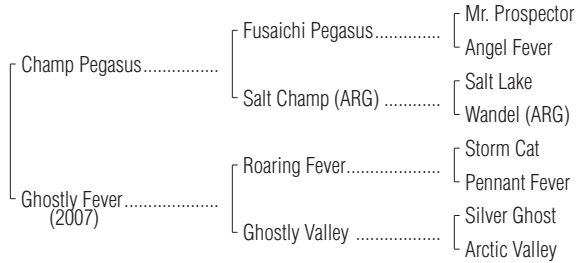 Mr. Prospector
Fusaichi Pegasus...............
Angel Fever
Champ Pegasus................
Salt Lake
Salt Champ (ARG) ............
Wandel (ARG)
Storm Cat
Roaring Fever.....................
Pennant Fever
Ghostly Fever.....................
(2007)
Silver Ghost
Ghostly Valley ...................
Arctic Valley